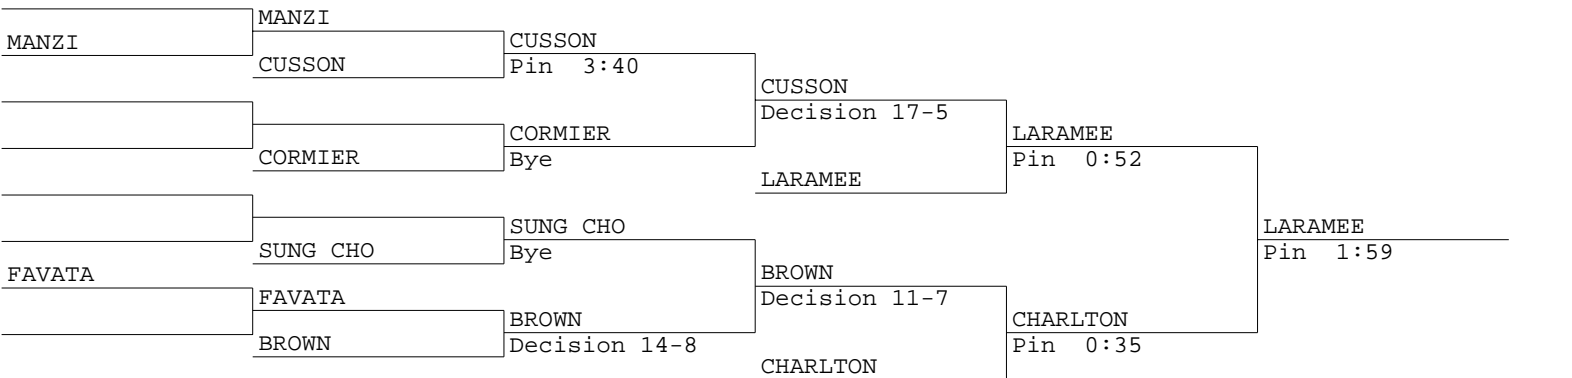 MANZI
MANZI
CUSSON
CUSSON
Pin 3:40
CUSSON
Decision 17-5
CORMIER
CORMIER
Bye
LARAMEE
Pin 0:52
LARAMEE
SUNG CHO
SUNG CHO
Bye
LARAMEE
Pin 1:59
FAVATA
FAVATA
BROWN
Decision 11-7
BROWN
BROWN
Decision 14-8
CHARLTON
Pin 0:35
CHARLTON